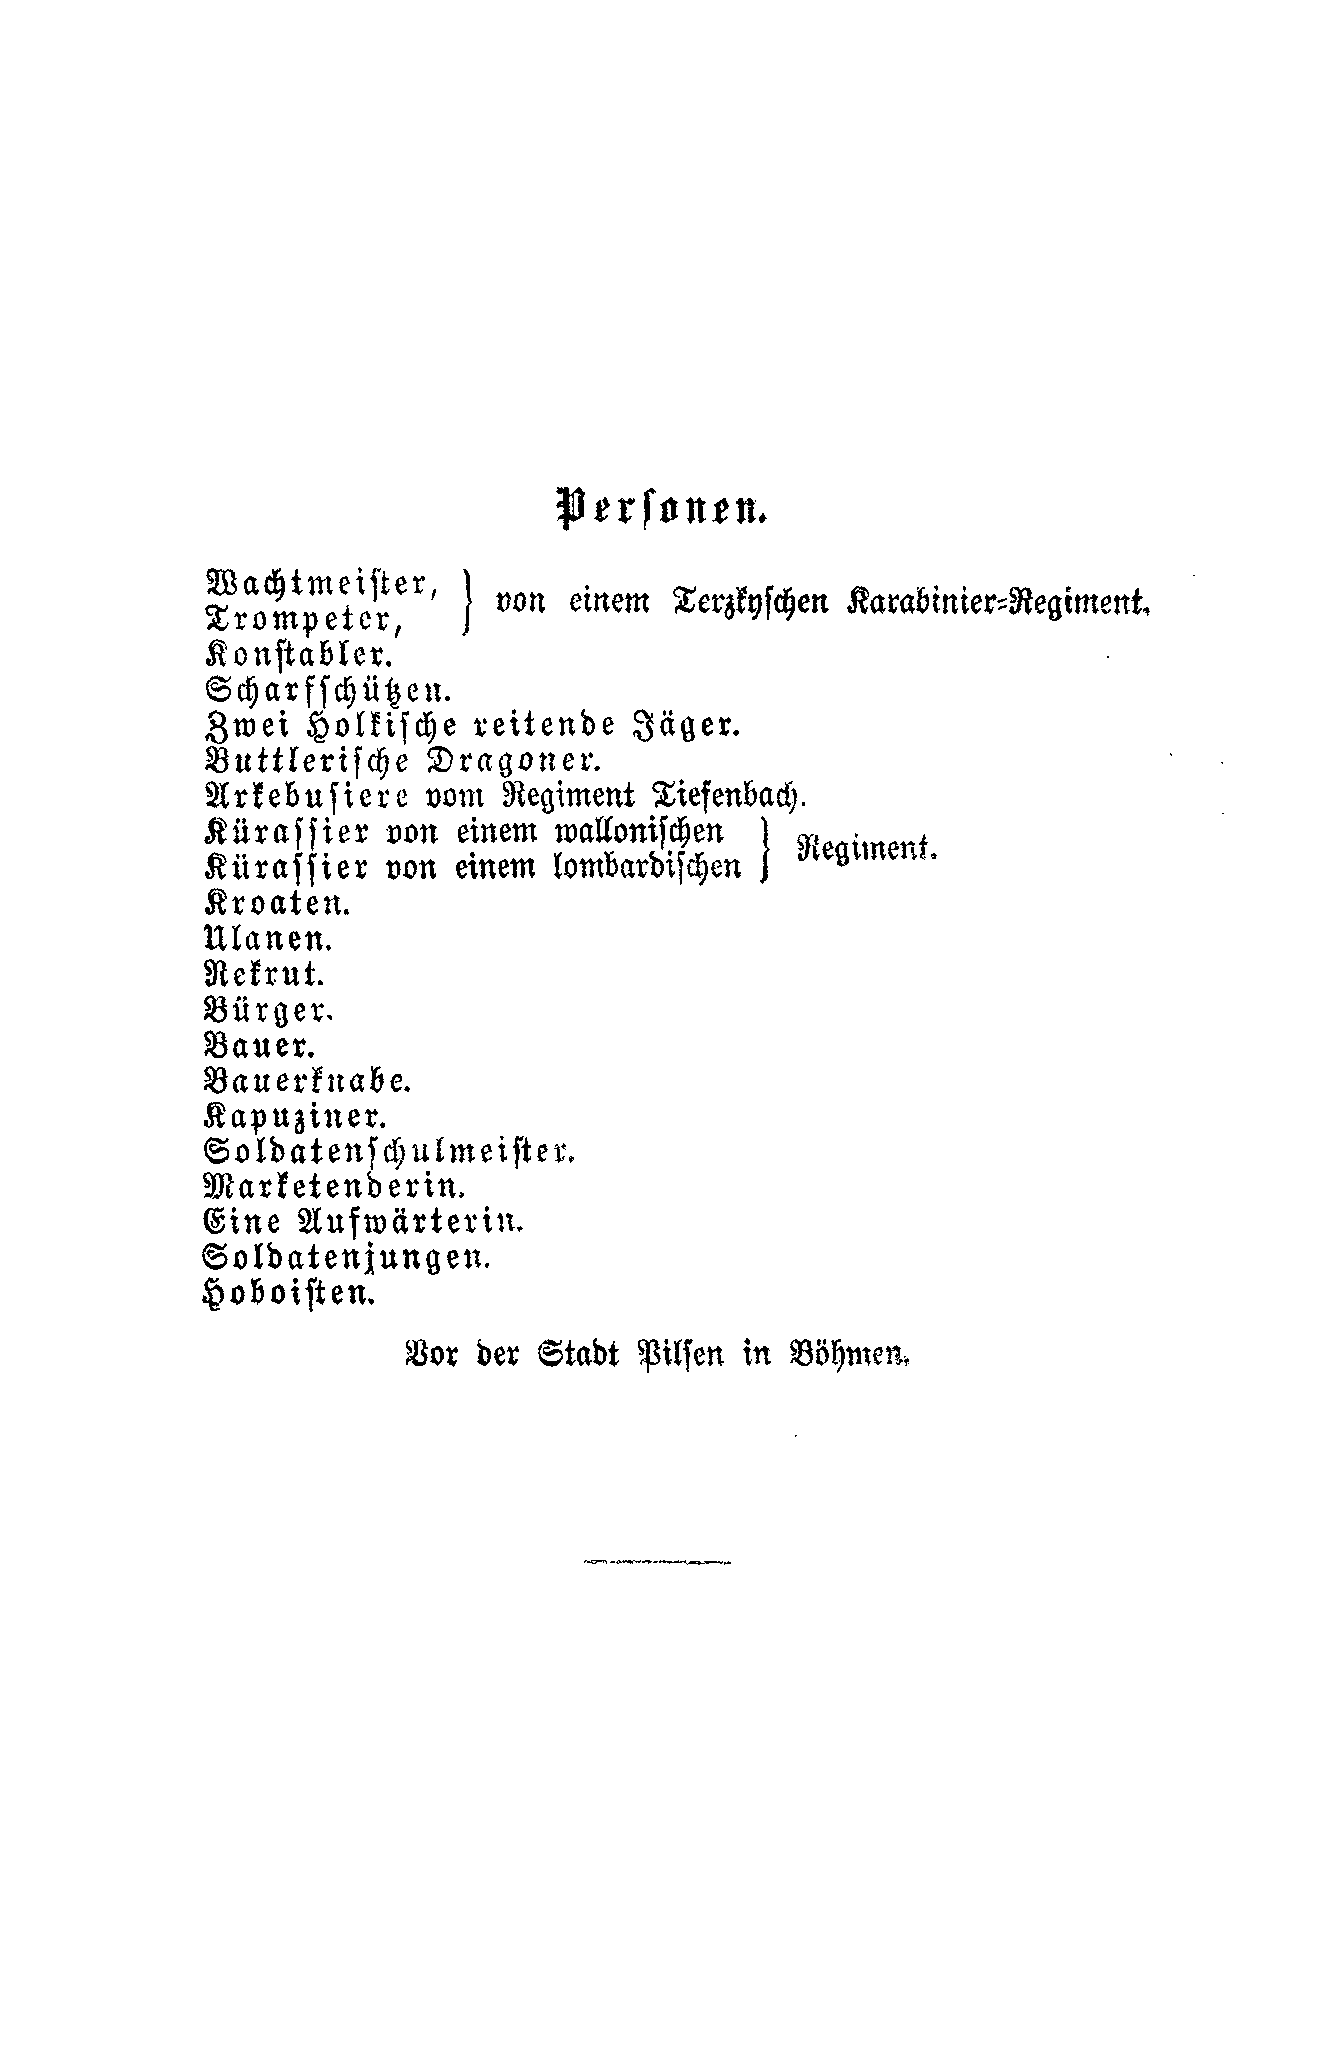 Personen.
Wachtmeister,
Trompeter,
} von einem Terzkyschen Karabinier-Regiment.
Konstabler.
Scharfschützen.
Zwei Holkische reitende Jäger.
Buttlerische Dragoner.
Arkebusiere vom Regiment Tiefenbach.
Kürassier von einem wallonischen
Kürassier von einem lombardischen
} Regiment.
Kroaten.
Ulanen.
Rekrut.
Bürger.
Bauer.
Bauerknabe.
Kapuziner.
Soldatenschulmeister.
Marketenderin.
Eine Aufwärterin.
Soldatenjungen.
Hoboisten.
Vor der Stadt Pilsen in Böhmen.